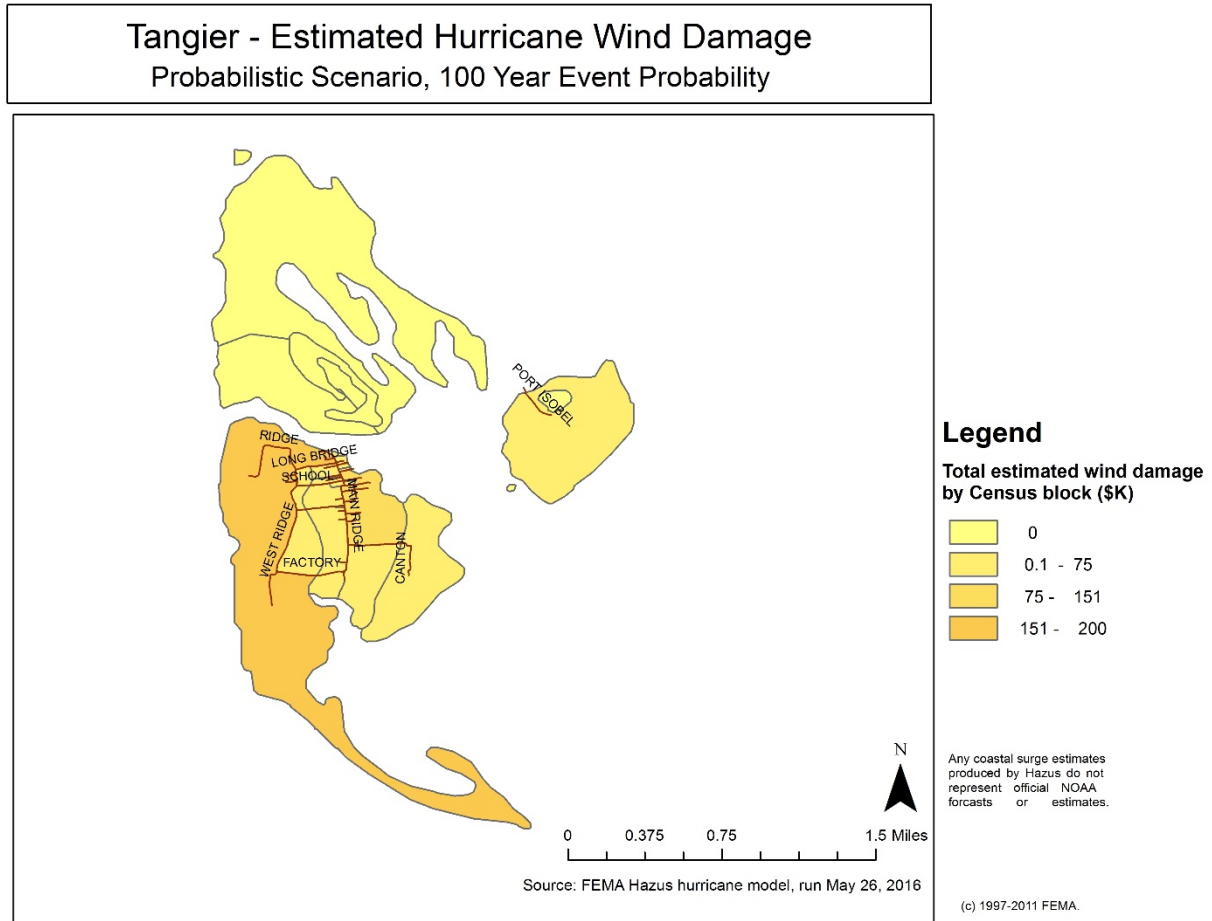 Tangier - Estimated Hurricane Wind Damage
Probabilistic Scenario, 100 Year Event Probability
PORT ISOBEL
RIDGE
LONG BRIDGE
SCHOOL
MAIN RIDGE
WEST RIDGE
FACTORY
CANTON
Legend
Total estimated wind damage
by Census block ($K)
0
0.1 - 75
75 - 151
151 - 200
N
Any coastal surge estimates
produced by Hazus do not
represent official NOAA
forcasts or estimates.
0 0.375 0.75 1.5 Miles
Source: FEMA Hazus hurricane model, run May 26, 2016
(c) 1997-2011 FEMA.